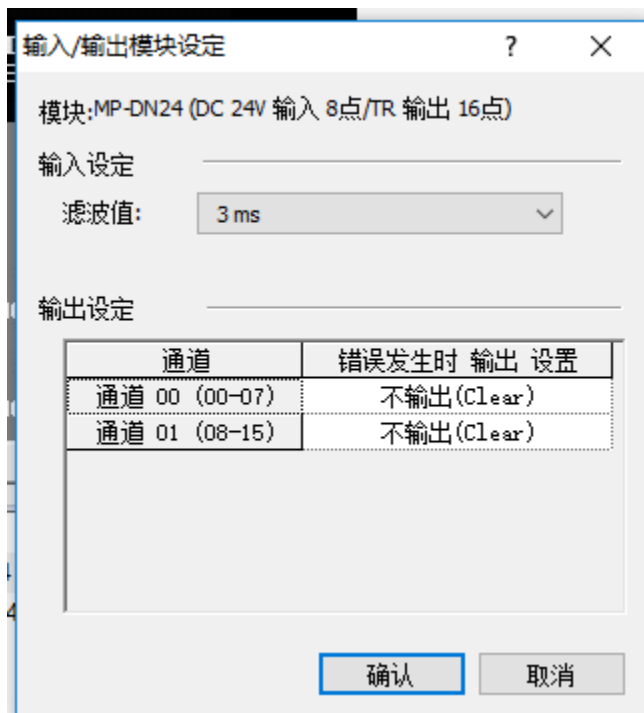 输入/输出模块设定 ?
模块:MP-DN24 (DC 24V 输入 8点/TR 输出 16点)
输入设定
滤波值: 3 ms
输出设定
通道 错误发生时 输出 设置
通道 00 (00-07) 不输出(Clear)
通道 01 (08-15) 不输出(Clear)
确认 取消